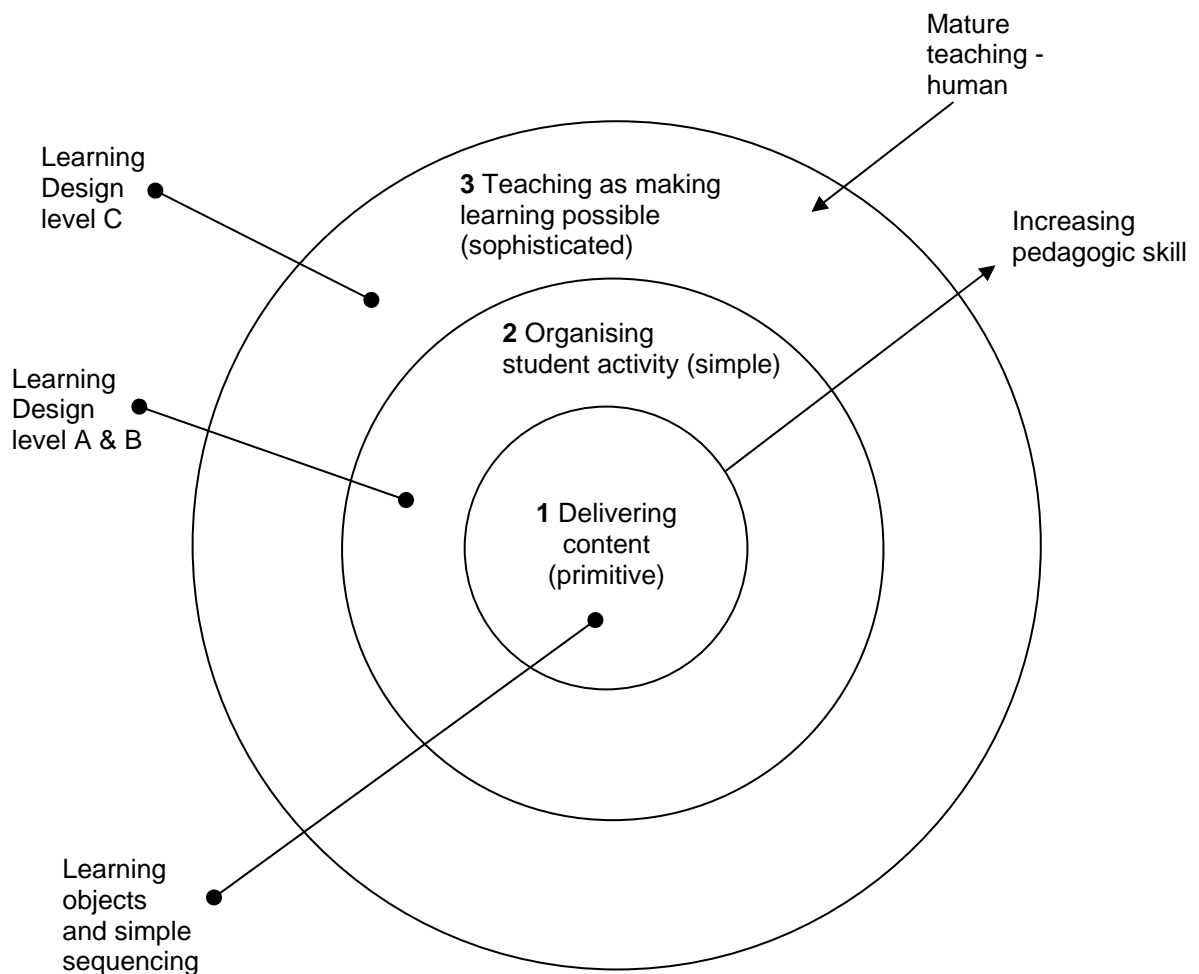 Mature
teaching -
human
Learning
Design
level C
3 Teaching as making
learning possible
(sophisticated)
Increasing
pedagogic skill
2 Organising
student activity (simple)
Learning
Design
level A & B
1 Delivering
content
(primitive)
Learning
objects
and simple
sequencing